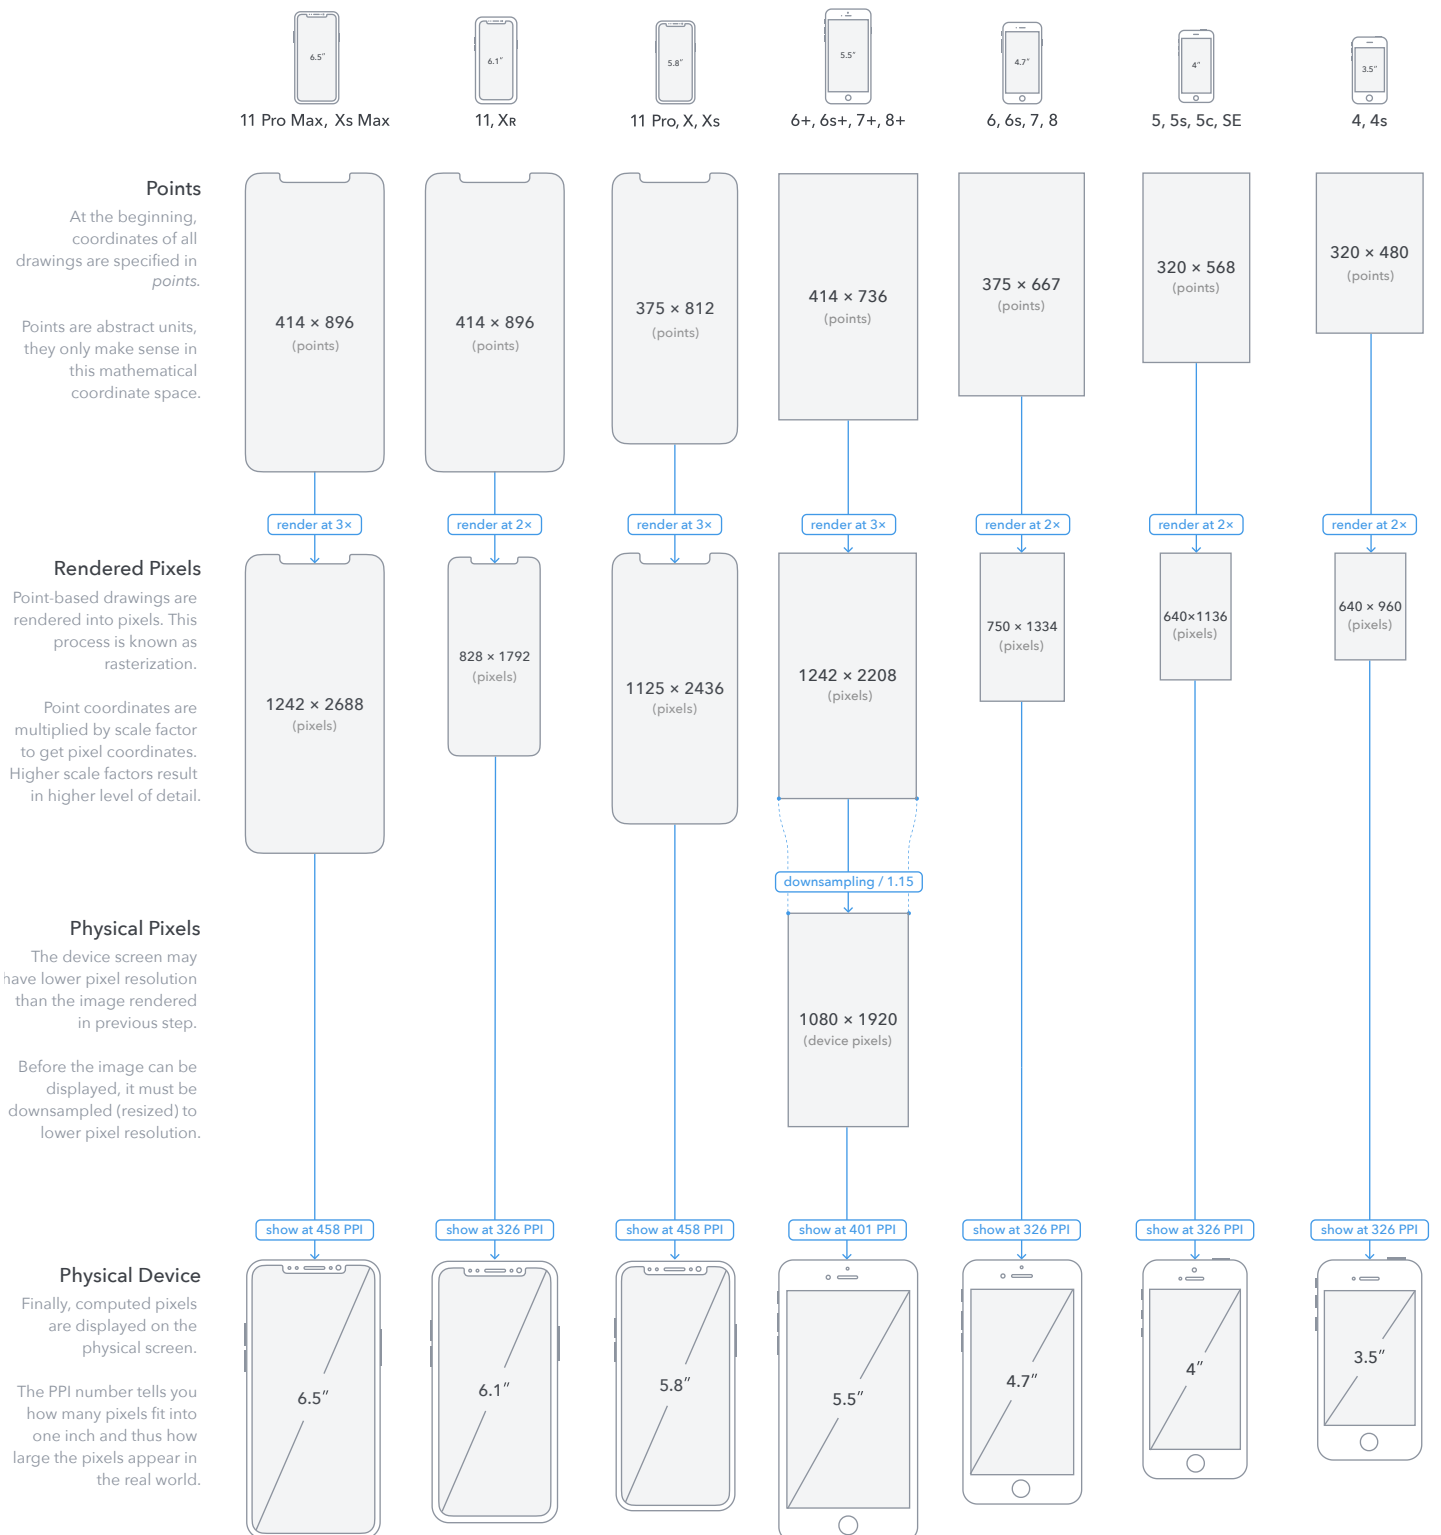 6.5″
6.1″
5.8″
5.5″
4.7″
4″
3.5″
11 Pro Max, Xs Max
11, XR
11 Pro, X, Xs
6+, 6s+, 7+, 8+
6, 6s, 7, 8
5, 5s, 5c, SE
4, 4s
Points
At the beginning,
coordinates of all
drawings are specified in
points.
Points are abstract units,
they only make sense in
this mathematical
coordinate space.
414 × 896
(points)
414 × 896
(points)
375 × 812
(points)
414 × 736
(points)
375 × 667
(points)
320 × 568
(points)
320 × 480
(points)
render at 3×
render at 2×
render at 3×
render at 3×
render at 2×
render at 2×
render at 2×
Rendered Pixels
Point-based drawings are
rendered into pixels. This
process is known as
rasterization.
Point coordinates are
multiplied by scale factor
to get pixel coordinates.
Higher scale factors result
in higher level of detail.
1242 × 2688
(pixels)
828 × 1792
(pixels)
1125 × 2436
(pixels)
1242 × 2208
(pixels)
750 × 1334
(pixels)
640×1136
(pixels)
640 × 960
(pixels)
downsampling / 1.15
Physical Pixels
The device screen may
have lower pixel resolution
than the image rendered
in previous step.
Before the image can be
displayed, it must be
downsampled (resized) to
lower pixel resolution.
1080 × 1920
(device pixels)
show at 458 PPI
show at 326 PPI
show at 458 PPI
show at 401 PPI
show at 326 PPI
show at 326 PPI
show at 326 PPI
Physical Device
Finally, computed pixels
are displayed on the
physical screen.
The PPI number tells you
how many pixels fit into
one inch and thus how
large the pixels appear in
the real world.
6.5″
6.1″
5.8″
5.5″
4.7″
4″
3.5″